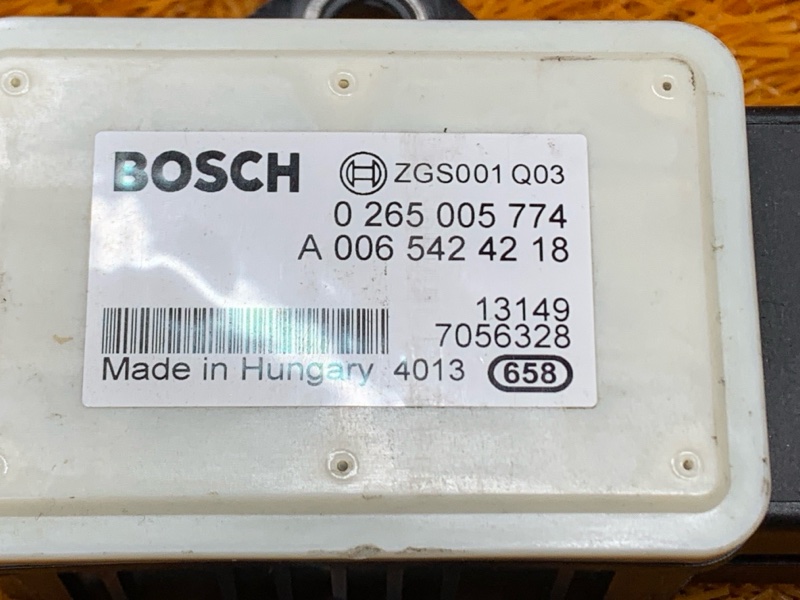 BOSCH ZGS001 Q03
0 265 005 774
A 006 542 42 18
13149
7056328
Made in Hungary 4013 658